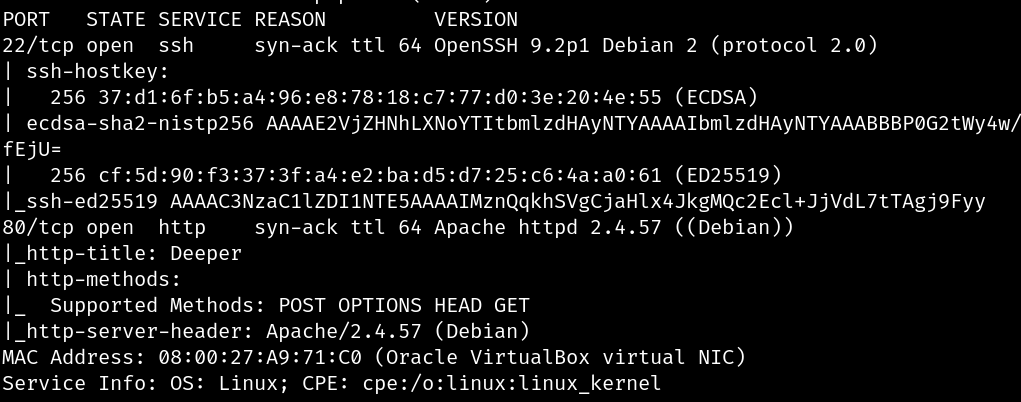 PORT   STATE SERVICE REASON         VERSION
22/tcp open  ssh     syn-ack ttl 64 OpenSSH 9.2p1 Debian 2 (protocol 2.0)
| ssh-hostkey:
|   256 37:d1:6f:b5:a4:96:e8:78:18:c7:77:d0:3e:20:4e:55 (ECDSA)
| ecdsa-sha2-nistp256 AAAAE2VjZHNhLXNoYTItbmlzdHAyNTYAAAAIbmlzdHAyNTYAAABBBP0G2tWy4w/
fEjU=
|   256 cf:5d:90:f3:37:3f:a4:e2:ba:d5:d7:25:c6:4a:a0:61 (ED25519)
|_ssh-ed25519 AAAAC3NzaC1lZDI1NTE5AAAAIMznQqkhSVgCjaHlx4JkgMQc2Ecl+JjVdL7tTAgj9Fyy
80/tcp open  http    syn-ack ttl 64 Apache httpd 2.4.57 ((Debian))
|_http-title: Deeper
| http-methods:
|_  Supported Methods: POST OPTIONS HEAD GET
|_http-server-header: Apache/2.4.57 (Debian)
MAC Address: 08:00:27:A9:71:C0 (Oracle VirtualBox virtual NIC)
Service Info: OS: Linux; CPE: cpe:/o:linux:linux_kernel